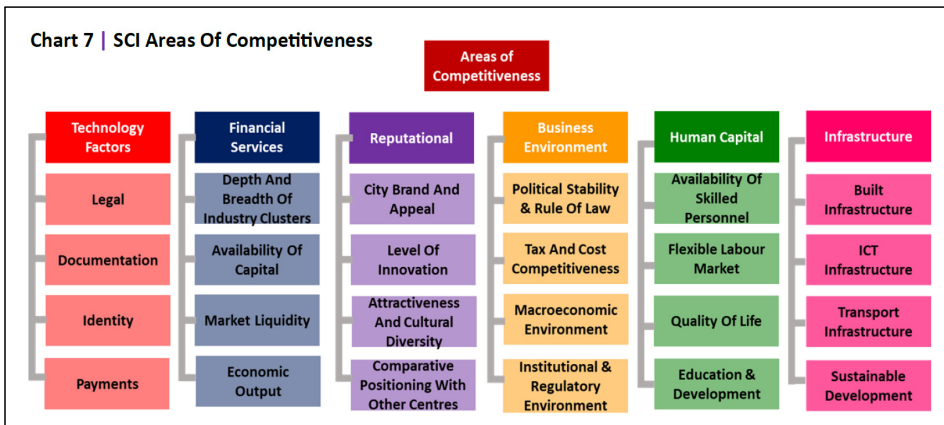 Chart 7 | SCI Areas Of Competitiveness
Areas of
Competitiveness
Technology
Factors
Legal
Documentation
Identity
Payments
Financial
Services
Depth And
Breadth Of
Industry Clusters
Availability Of
Capital
Market Liquidity
Economic
Output
Reputational
City Brand And
Appeal
Level Of
Innovation
Attractiveness
And Cultural
Diversity
Comparative
Positioning With
Other Centres
Business
Environment
Political Stability
& Rule Of Law
Tax And Cost
Competitiveness
Macroeconomic
Environment
Institutional &
Regulatory
Environment
Human Capital
Availability Of
Skilled
Personnel
Flexible Labour
Market
Quality Of Life
Education &
Development
Infrastructure
Built
Infrastructure
ICT
Infrastructure
Transport
Infrastructure
Sustainable
Development